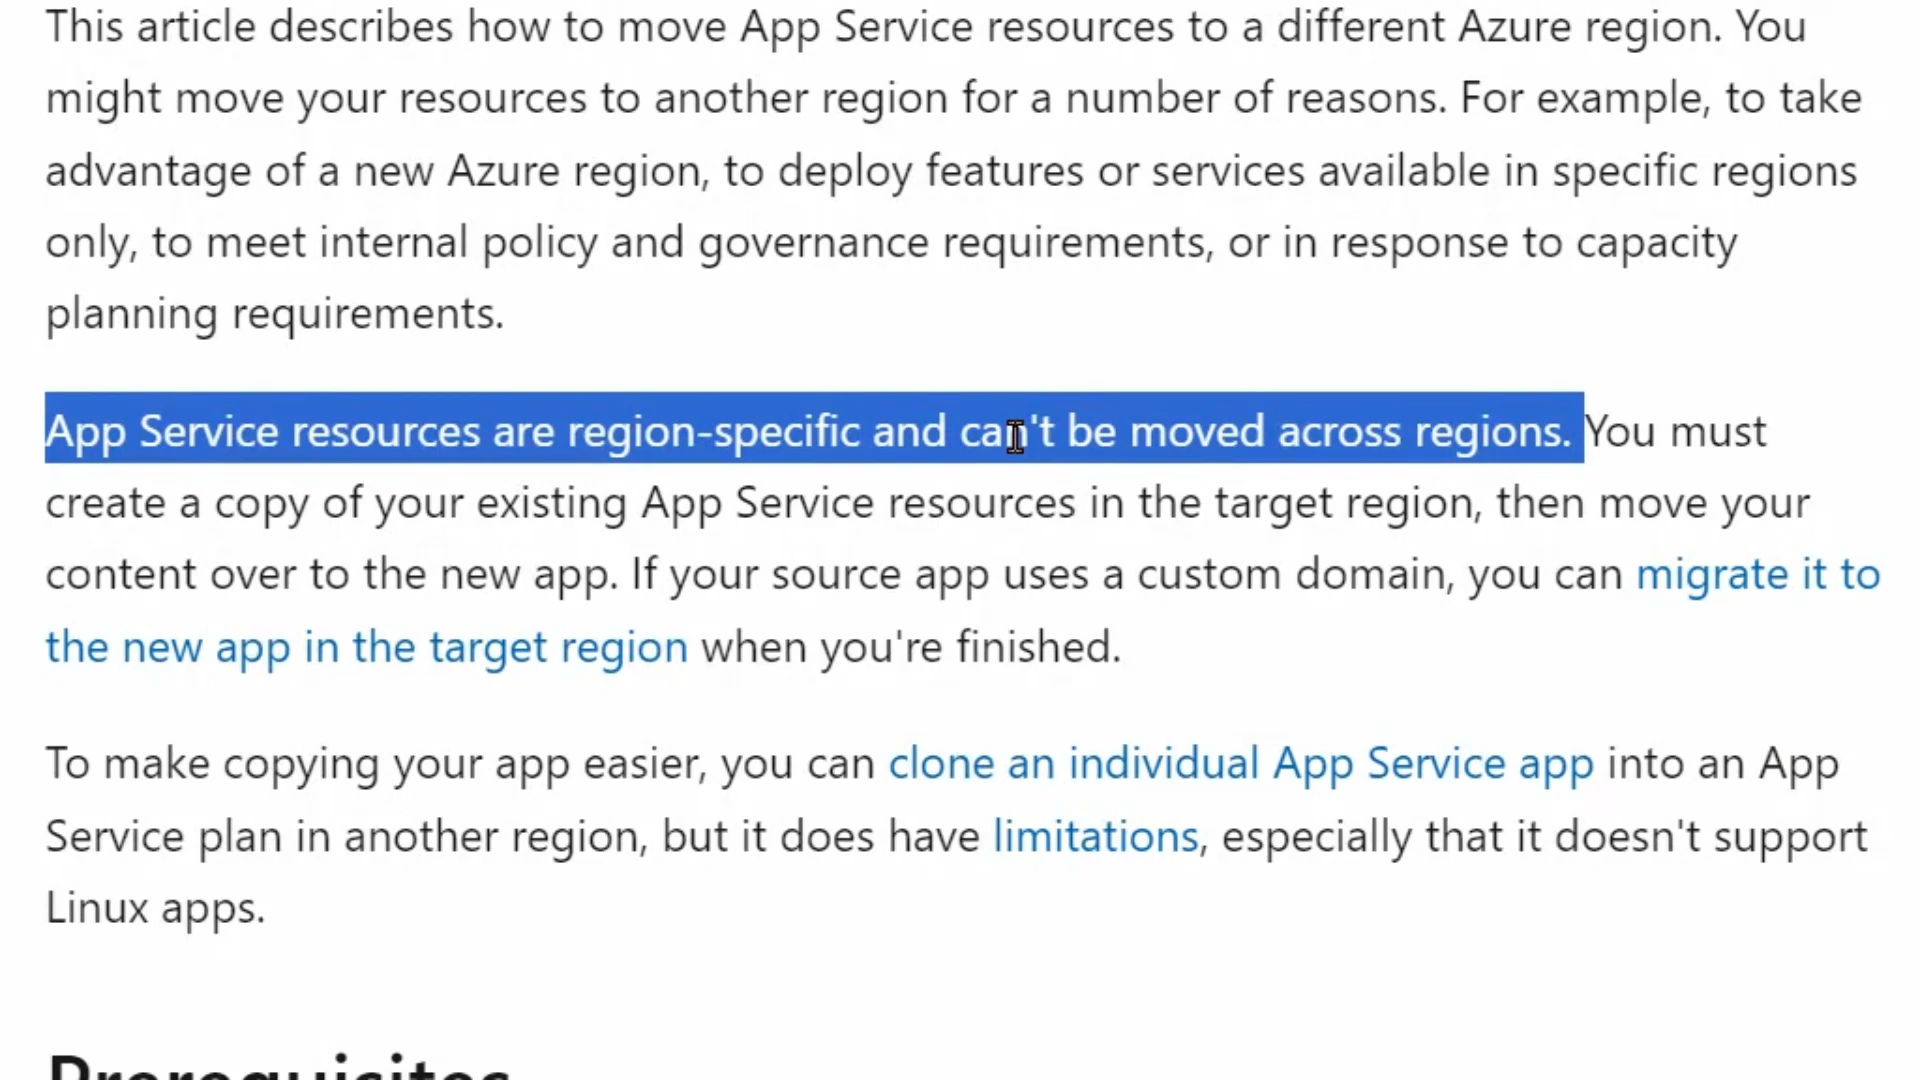 This article describes how to move App Service resources to a different Azure region. You
might move your resources to another region for a number of reasons. For example, to take
advantage of a new Azure region, to deploy features or services available in specific regions
only, to meet internal policy and governance requirements, or in response to capacity
planning requirements.
App Service resources are region-specific and can't be moved across regions. You must
create a copy of your existing App Service resources in the target region, then move your
content over to the new app. If your source app uses a custom domain, you can migrate it to
the new app in the target region when you're finished.
To make copying your app easier, you can clone an individual App Service app into an App
Service plan in another region, but it does have limitations, especially that it doesn't support
Linux apps.
Prerequisites